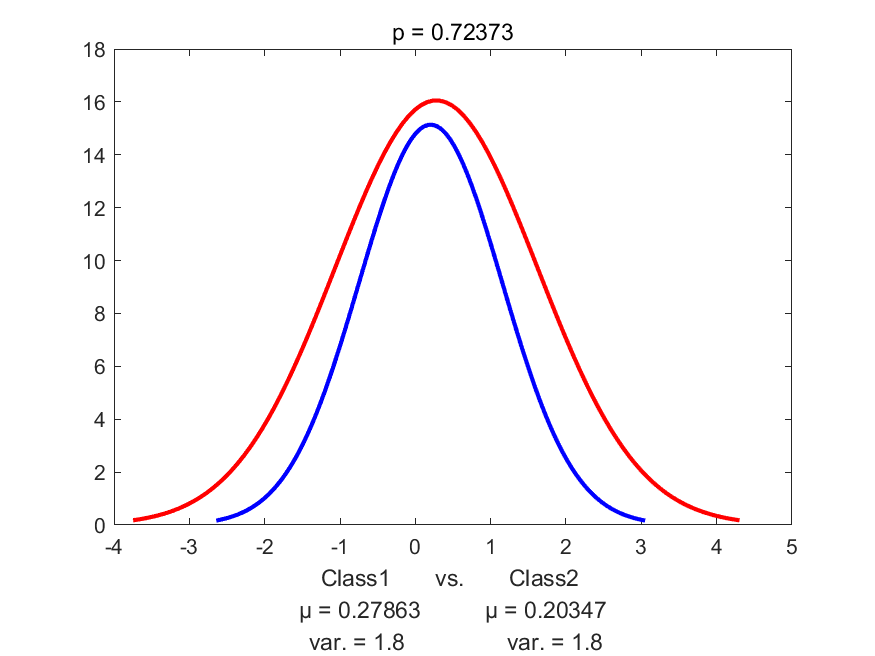 p = 0.72373
18
16
14
12
10
8
6
4
2
0
-4 -3 -2 -1 0 1 2 3 4 5
Class1 vs. Class2
μ = 0.27863 μ = 0.20347
var. = 1.8 var. = 1.8